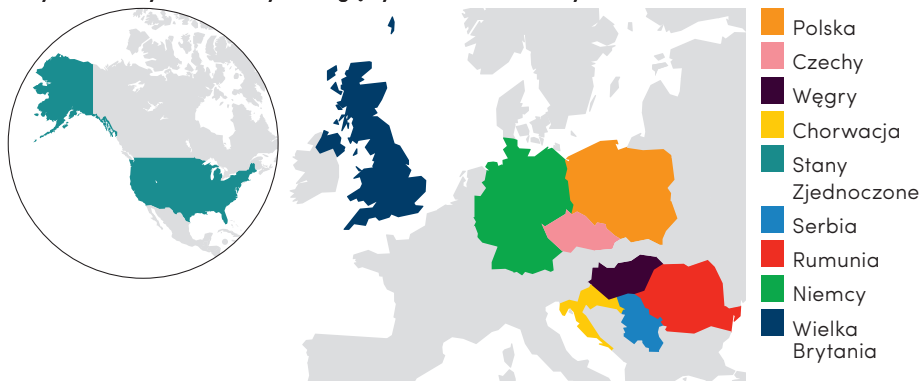 Polska
Czechy
Węgry
Chorwacja
Stany
Zjednoczone
Serbia
Rumunia
Niemcy
Wielka
Brytania